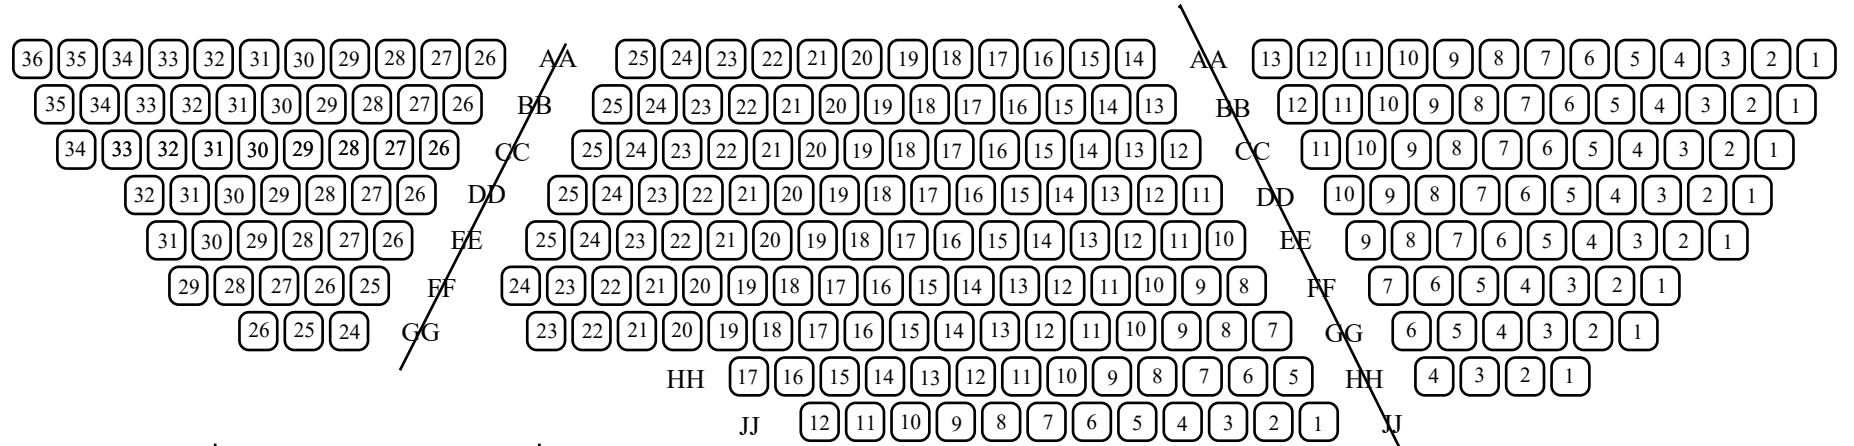 36 35 34 33 32 31 30 29 28 27 26 AA 25 24 23 22 21 20 19 18 17 16 15 14 AA 13 12 11 10 9 8 7 6 5 4 3 2 1
35 34 33 32 31 30 29 28 27 26 BB 25 24 23 22 21 20 19 18 17 16 15 14 13 BB 12 11 10 9 8 7 6 5 4 3 2 1
34 33 32 31 30 29 28 27 26 CC 25 24 23 22 21 20 19 18 17 16 15 14 13 12 CC 11 10 9 8 7 6 5 4 3 2 1
32 31 30 29 28 27 26 DD 25 24 23 22 21 20 19 18 17 16 15 14 13 12 11 DD 10 9 8 7 6 5 4 3 2 1
31 30 29 28 27 26 EE 25 24 23 22 21 20 19 18 17 16 15 14 13 12 11 10 EE 9 8 7 6 5 4 3 2 1
29 28 27 26 25 FF 24 23 22 21 20 19 18 17 16 15 14 13 12 11 10 9 8 FF 7 6 5 4 3 2 1
26 25 24 GG 23 22 21 20 19 18 17 16 15 14 13 12 11 10 9 8 7 GG 6 5 4 3 2 1
HH 17 16 15 14 13 12 11 10 9 8 7 6 5 HH 4 3 2 1
JJ 12 11 10 9 8 7 6 5 4 3 2 1 JJ